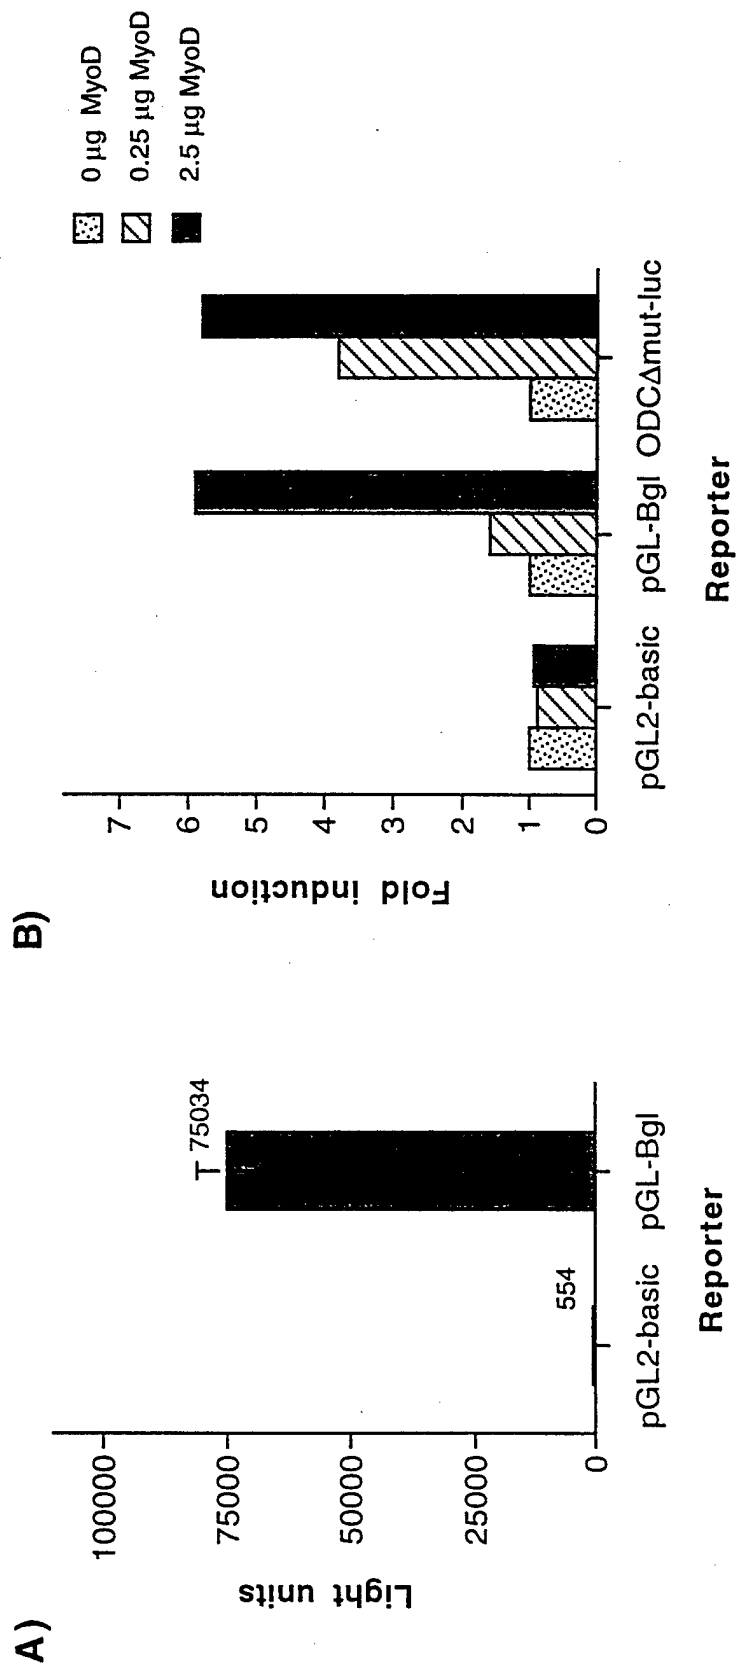 A)
Light units
100000
75000
50000
25000
0
554
75034
pGL2-basic pGL-Bgl
Reporter
B)
Fold induction
7
6
5
4
3
2
1
0
0 µg MyoD
0.25 µg MyoD
2.5 µg MyoD
pGL2-basic pGL-Bgl ODCΔmut-luc
Reporter